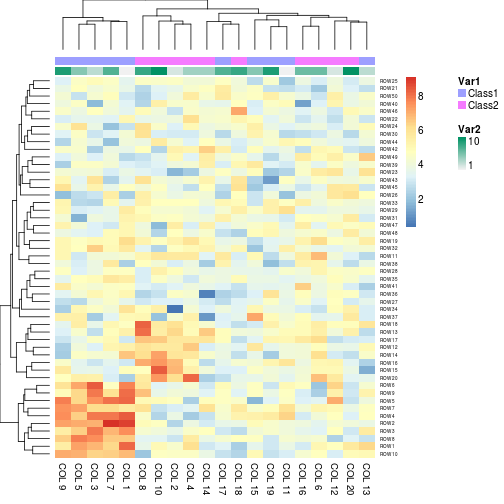 Var1
Class1
Class2
Var2
10
1
8
6
4
2
ROW25
ROW21
ROW50
ROW40
ROW46
ROW22
ROW24
ROW30
ROW44
ROW42
ROW49
ROW39
ROW23
ROW43
ROW45
ROW26
ROW33
ROW29
ROW31
ROW47
ROW48
ROW19
ROW32
ROW11
ROW38
ROW28
ROW35
ROW41
ROW36
ROW27
ROW34
ROW37
ROW18
ROW13
ROW17
ROW12
ROW14
ROW16
ROW15
ROW20
ROW6
ROW9
ROW5
ROW7
ROW4
ROW2
ROW3
ROW8
ROW1
ROW10
COL 9
COL 5
COL 3
COL 7
COL 1
COL 8
COL 10
COL 2
COL 4
COL 14
COL 17
COL 18
COL 15
COL 19
COL 11
COL 16
COL 6
COL 12
COL 20
COL 13